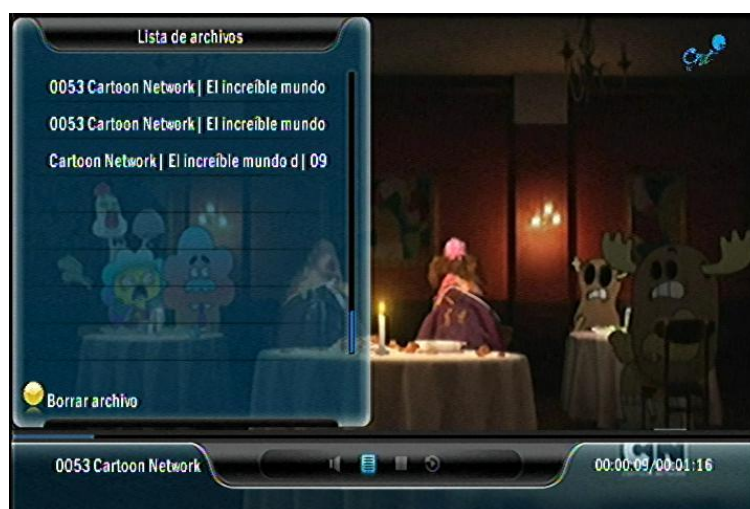 Lista de archivos
0053 Cartoon Network| El increíble mundo
0053 Cartoon Network| El increíble mundo
Cartoon Network| El increíble mundo d| 09
Borrar archivo
0053 Cartoon Network
00:00:09/00:01:16
CN